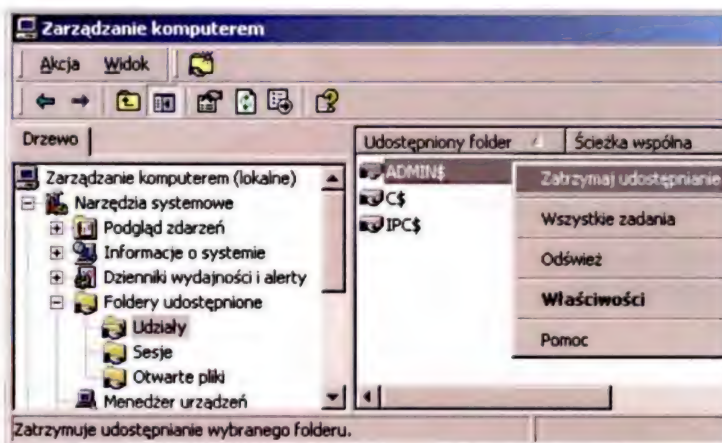 Zarządzanie komputerem
Akcja Widok
Drzewo
Zarządzanie komputerem (lokalne)
Narzędzia systemowe
Podgląd zdarzeń
Informacje o systemie
Dzienniki wydajności i alerty
Foldery udostępnione
Udziały
Sesje
Otwarte pliki
Menedżer urządzeń
Udostępniony folder Ścieżka wspólna
ADMIN$
C$
IPC$
Zatrzymaj udostępnianie
Wszystkie zadania
Odśwież
Właściwości
Pomoc
Zatrzymuje udostępnianie wybranego folderu.